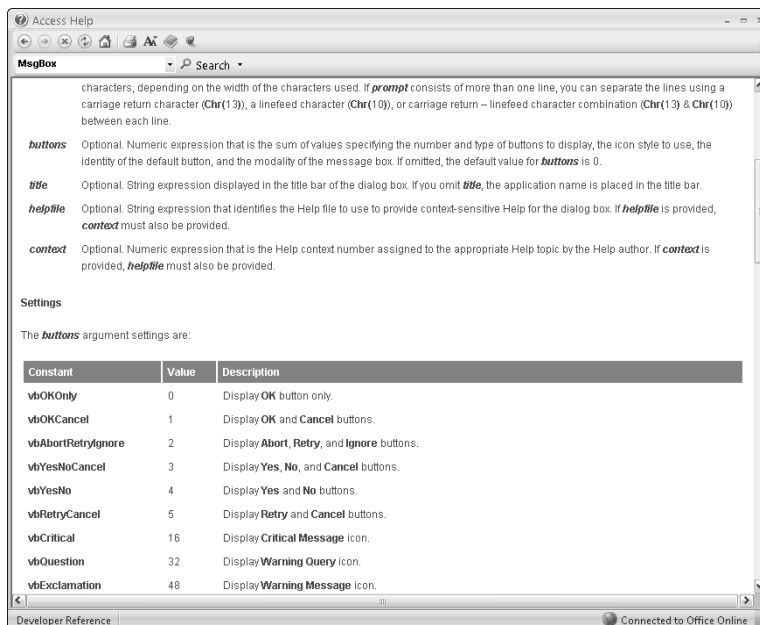 Access Help
MsgBox
Search
characters, depending on the width of the characters used. If prompt consists of more than one line, you can separate the lines using a
carriage return character (Chr(13)), a linefeed character (Chr(10)), or carriage return – linefeed character combination (Chr(13) & Chr(10))
between each line.
buttons Optional. Numeric expression that is the sum of values specifying the number and type of buttons to display, the icon style to use, the
identity of the default button, and the modality of the message box. If omitted, the default value for buttons is 0.
title Optional. String expression displayed in the title bar of the dialog box. If you omit title, the application name is placed in the title bar.
helpfile Optional. String expression that identifies the Help file to use to provide context-sensitive Help for the dialog box. If helpfile is provided,
context must also be provided.
context Optional. Numeric expression that is the Help context number assigned to the appropriate Help topic by the Help author. If context is
provided, helpfile must also be provided.
Settings
The buttons argument settings are:
Constant Value Description
vbOKOnly 0 Display OK button only.
vbOKCancel 1 Display OK and Cancel buttons.
vbAbortRetryIgnore 2 Display Abort, Retry, and Ignore buttons.
vbYesNoCancel 3 Display Yes, No, and Cancel buttons.
vbYesNo 4 Display Yes and No buttons.
vbRetryCancel 5 Display Retry and Cancel buttons.
vbCritical 16 Display Critical Message icon.
vbQuestion 32 Display Warning Query icon.
vbExclamation 48 Display Warning Message icon.
Developer Reference Connected to Office Online